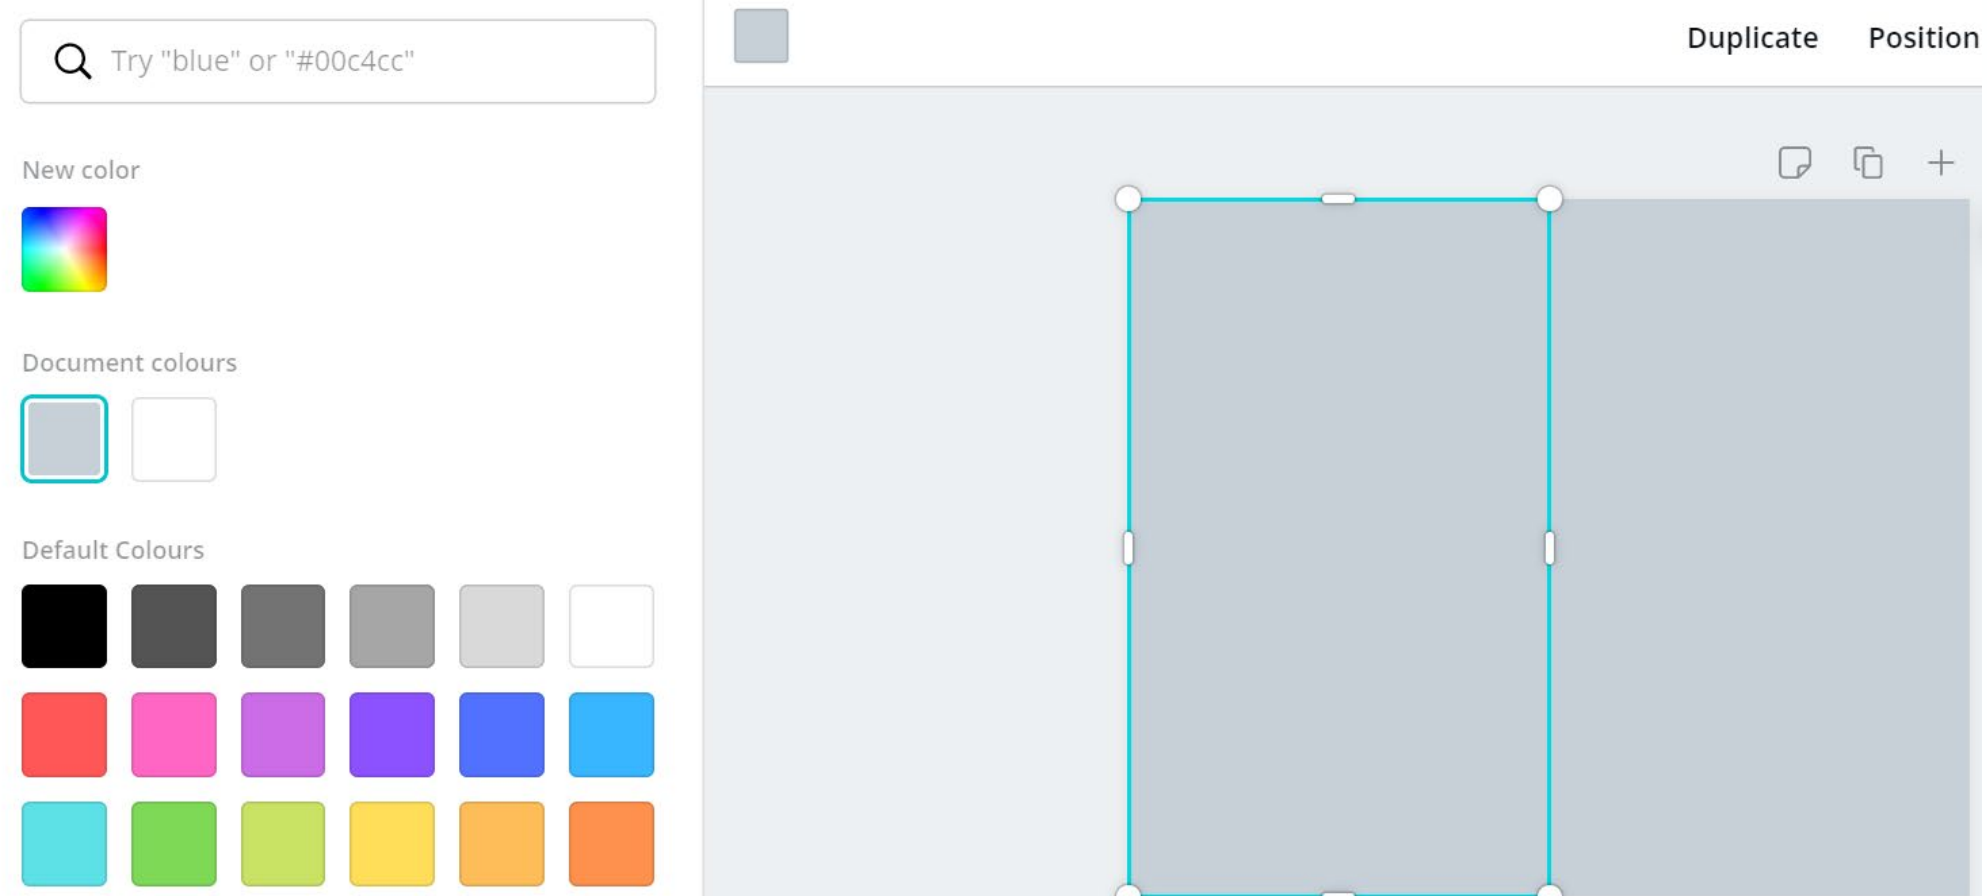 Try "blue" or "#00c4cc"
Duplicate Position
New color
Document colours
Default Colours